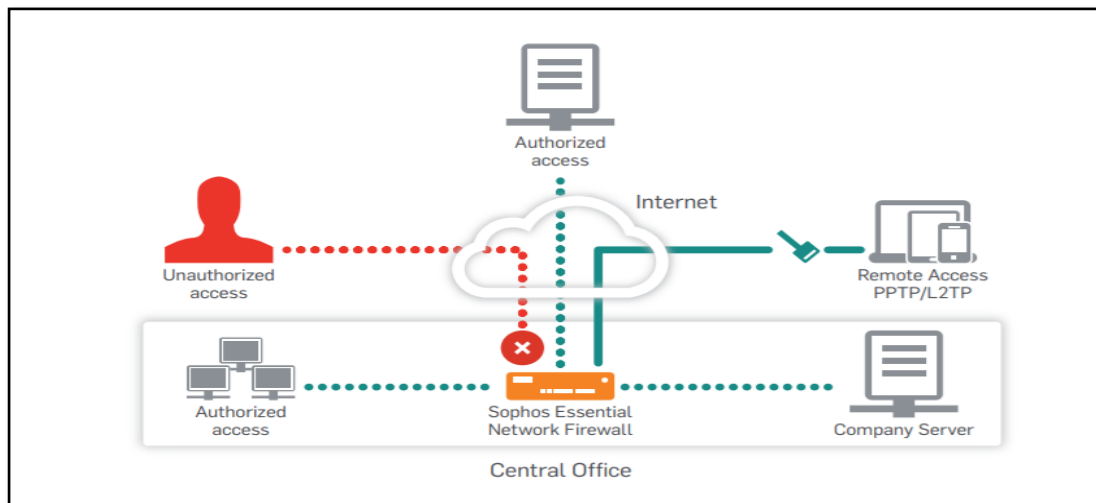 Authorized
access
Internet
Unauthorized
access
Remote Access
PPTP/L2TP
Authorized
access
Sophos Essential
Network Firewall
Company Server
Central Office